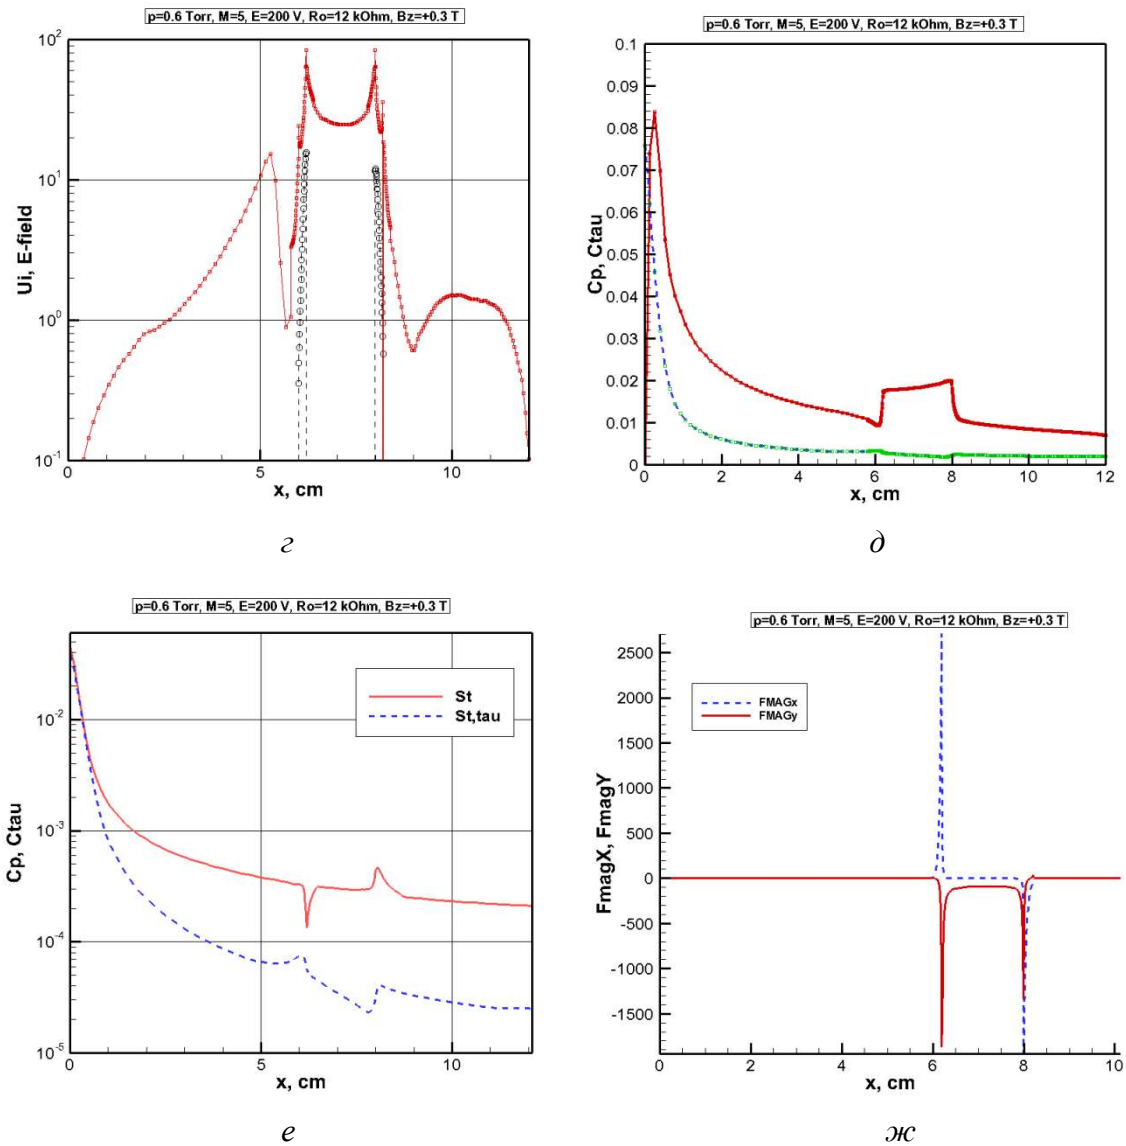 p=0.6 Torr, M=5, E=200 V, Ro=12 kOhm, Bz=+0.3 T
Ui, E-field
10²
10¹
10⁰
10⁻¹
0 5 10
x, cm
г
p=0.6 Torr, M=5, E=200 V, Ro=12 kOhm, Bz=+0.3 T
Cp, Ctau
0.1
0.09
0.08
0.07
0.06
0.05
0.04
0.03
0.02
0.01
0
0 2 4 6 8 10 12
x, cm
д
p=0.6 Torr, M=5, E=200 V, Ro=12 kOhm, Bz=+0.3 T
Cp, Ctau
St
St,tau
10⁻²
10⁻³
10⁻⁴
10⁻⁵
0 5 10
x, cm
е
p=0.6 Torr, M=5, E=200 V, Ro=12 kOhm, Bz=+0.3 T
FmagX, FmagY
FMAGx
FMAGy
2500
2000
1500
1000
500
0
-500
-1000
-1500
0 2 4 6 8 10
x, cm
ж